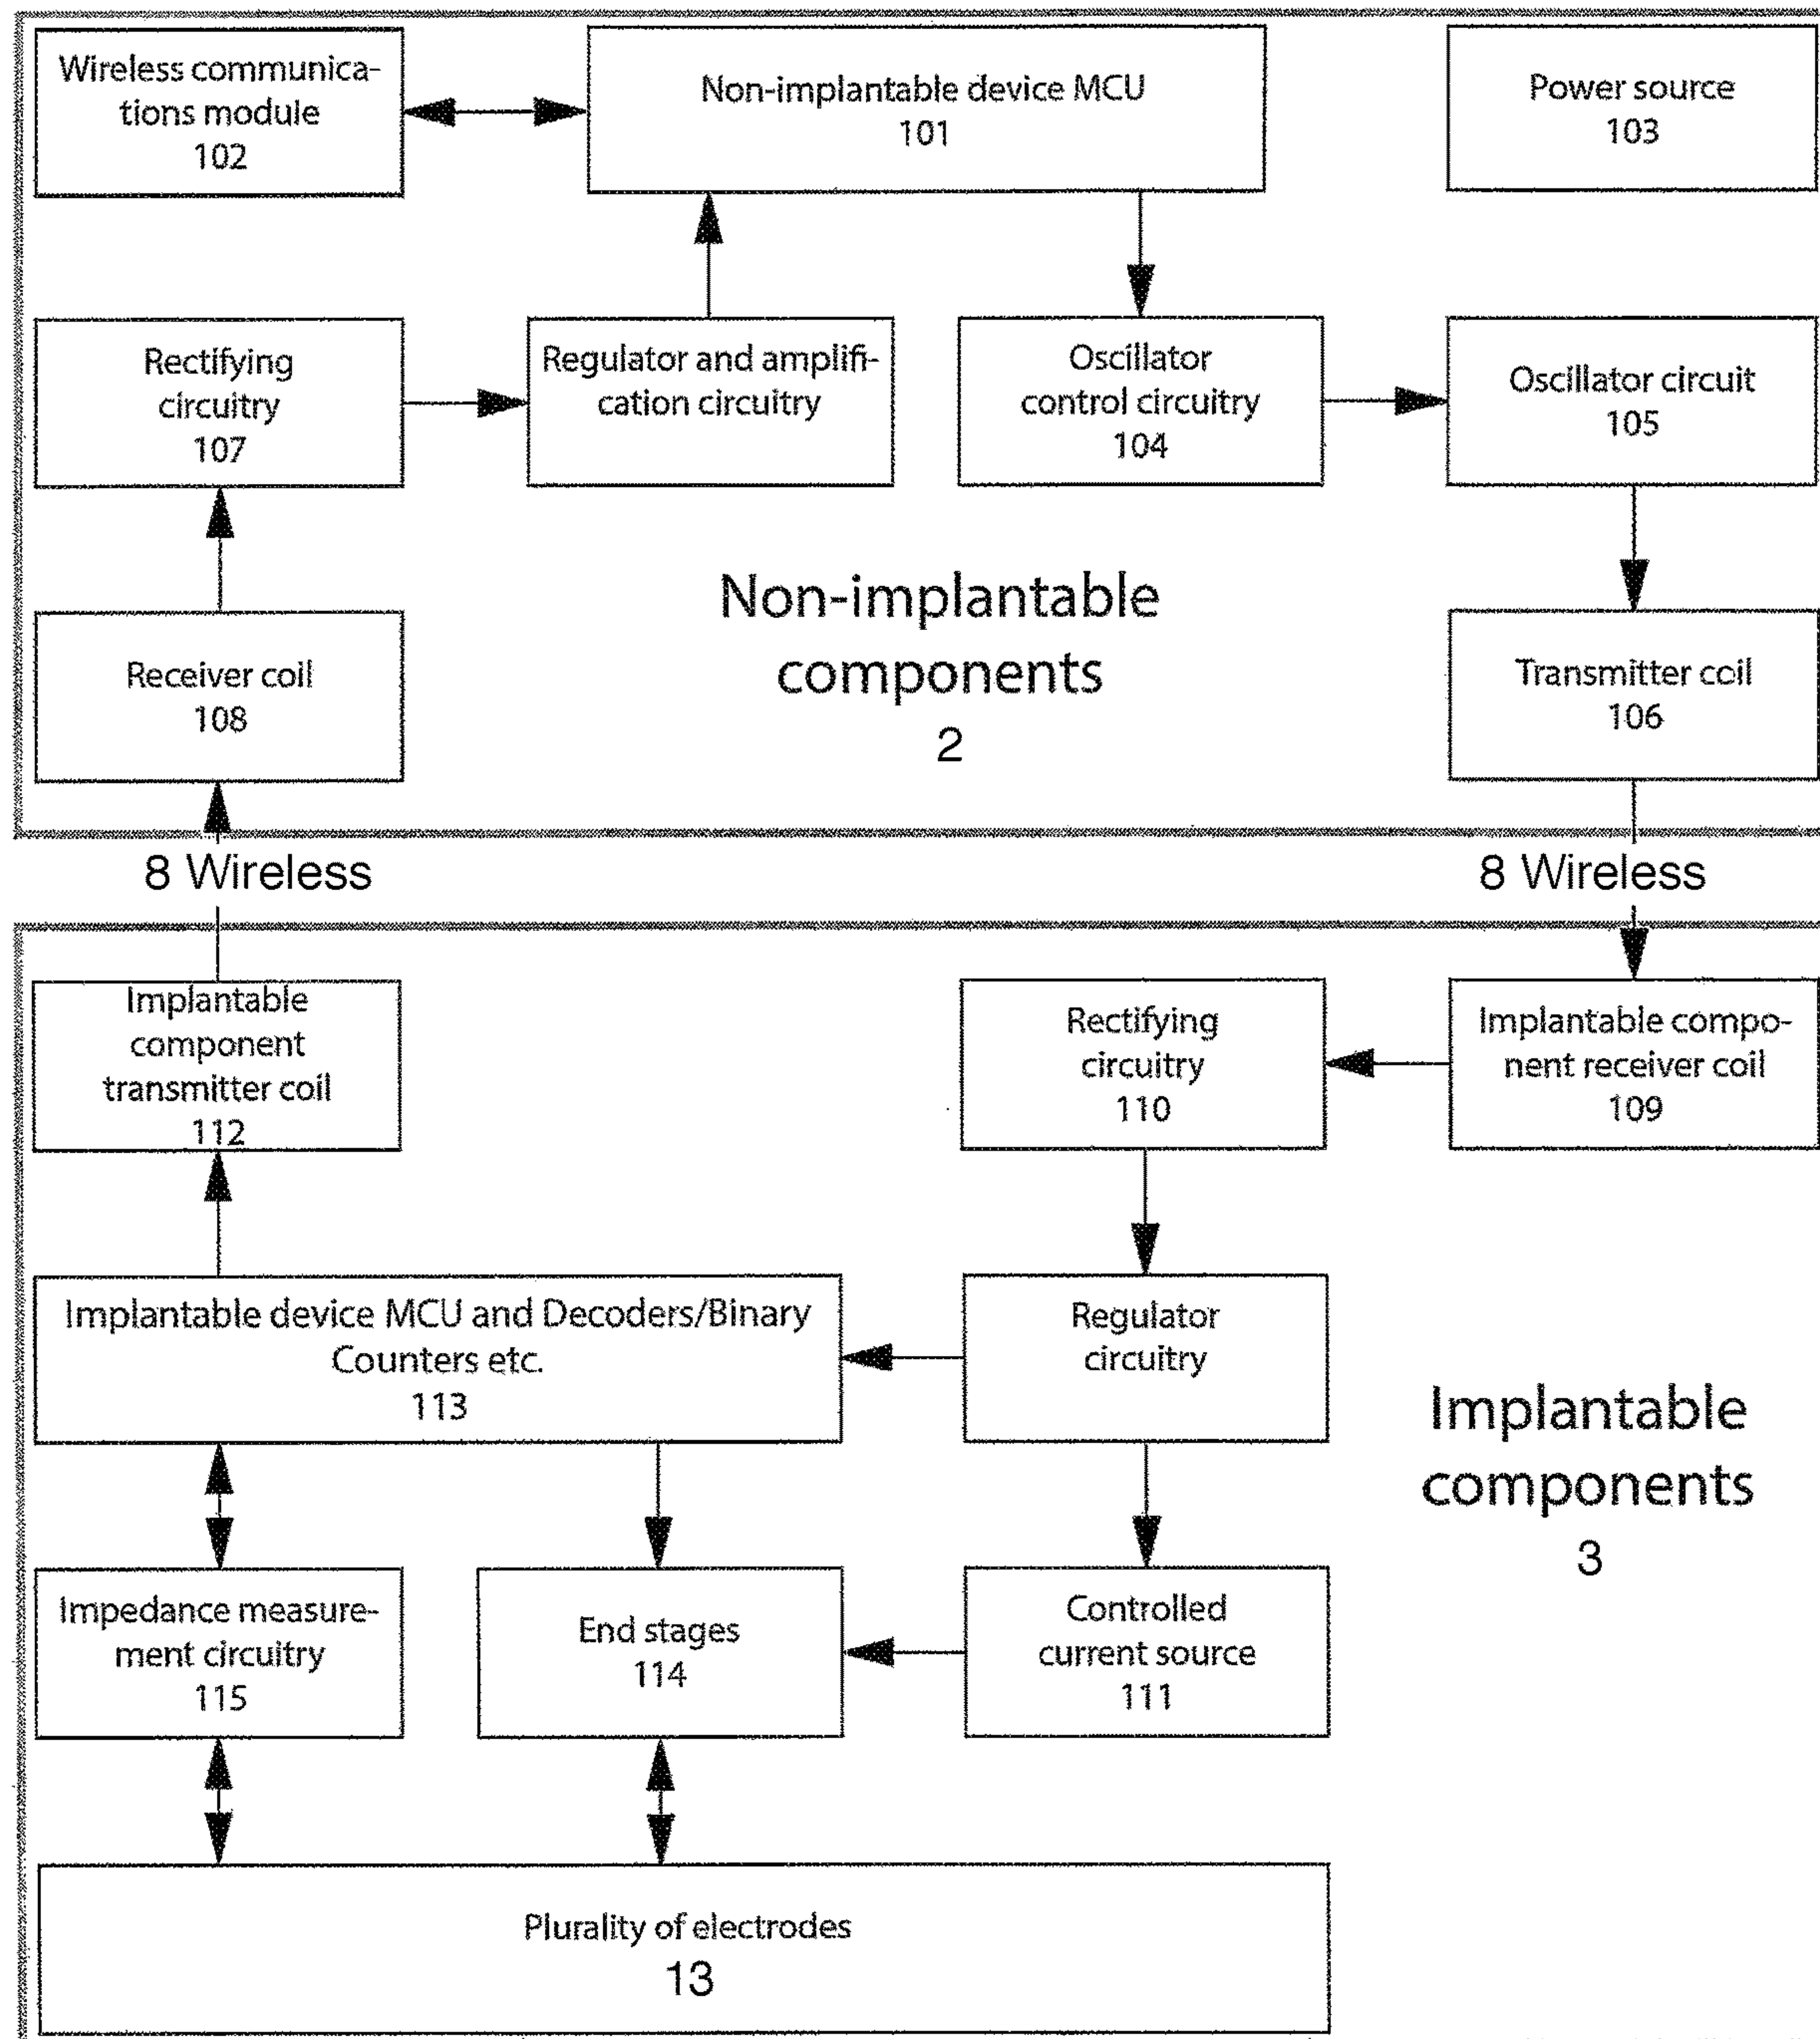 Wireless communica-
tions module
102
Non-implantable device MCU
101
Power source
103
Rectifying
circuitry
107
Regulator and amplifi-
cation circuitry
Oscillator
control circuitry
104
Oscillator circuit
105
Receiver coil
108
Non-implantable
components
2
Transmitter coil
106
8 Wireless
8 Wireless
Implantable
component
transmitter coil
112
Rectifying
circuitry
110
Implantable compo-
nent receiver coil
109
Implantable device MCU and Decoders/Binary
Counters etc.
113
Regulator
circuitry
Implantable
components
3
Impedance measure-
ment circuitry
115
End stages
114
Controlled
current source
111
Plurality of electrodes
13